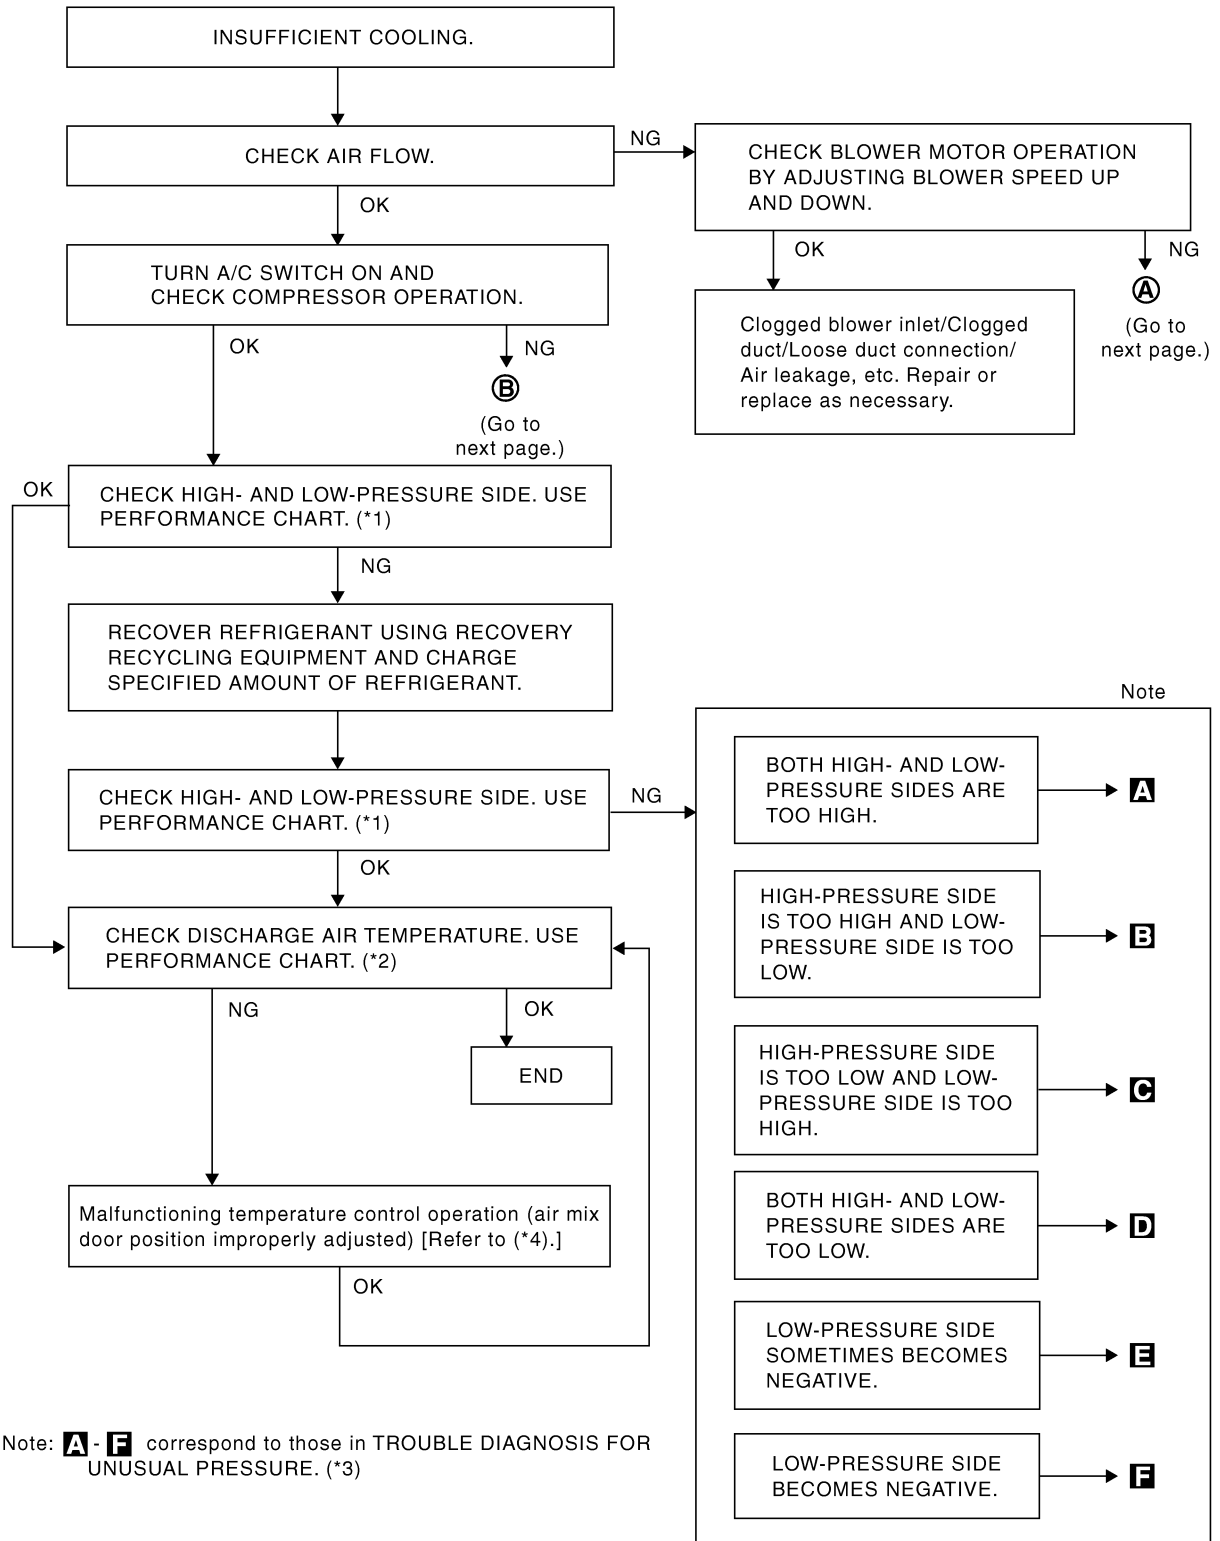 INSUFFICIENT COOLING.
CHECK AIR FLOW.
NG
CHECK BLOWER MOTOR OPERATION
BY ADJUSTING BLOWER SPEED UP
AND DOWN.
OK
OK
NG
TURN A/C SWITCH ON AND
CHECK COMPRESSOR OPERATION.
Clogged blower inlet/Clogged
duct/Loose duct connection/
Air leakage, etc. Repair or
replace as necessary.
A
(Go to
next page.)
OK
NG
B
(Go to
next page.)
OK
CHECK HIGH- AND LOW-PRESSURE SIDE. USE
PERFORMANCE CHART. (*1)
NG
RECOVER REFRIGERANT USING RECOVERY
RECYCLING EQUIPMENT AND CHARGE
SPECIFIED AMOUNT OF REFRIGERANT.
CHECK HIGH- AND LOW-PRESSURE SIDE. USE
PERFORMANCE CHART. (*1)
NG
OK
CHECK DISCHARGE AIR TEMPERATURE. USE
PERFORMANCE CHART. (*2)
NG
OK
END
Malfunctioning temperature control operation (air mix
door position improperly adjusted) [Refer to (*4).]
OK
Note
BOTH HIGH- AND LOW-
PRESSURE SIDES ARE
TOO HIGH.
A
HIGH-PRESSURE SIDE
IS TOO HIGH AND LOW-
PRESSURE SIDE IS TOO
LOW.
B
HIGH-PRESSURE SIDE
IS TOO LOW AND LOW-
PRESSURE SIDE IS TOO
HIGH.
C
BOTH HIGH- AND LOW-
PRESSURE SIDES ARE
TOO LOW.
D
LOW-PRESSURE SIDE
SOMETIMES BECOMES
NEGATIVE.
E
LOW-PRESSURE SIDE
BECOMES NEGATIVE.
F
Note: A - F correspond to those in TROUBLE DIAGNOSIS FOR
UNUSUAL PRESSURE. (*3)